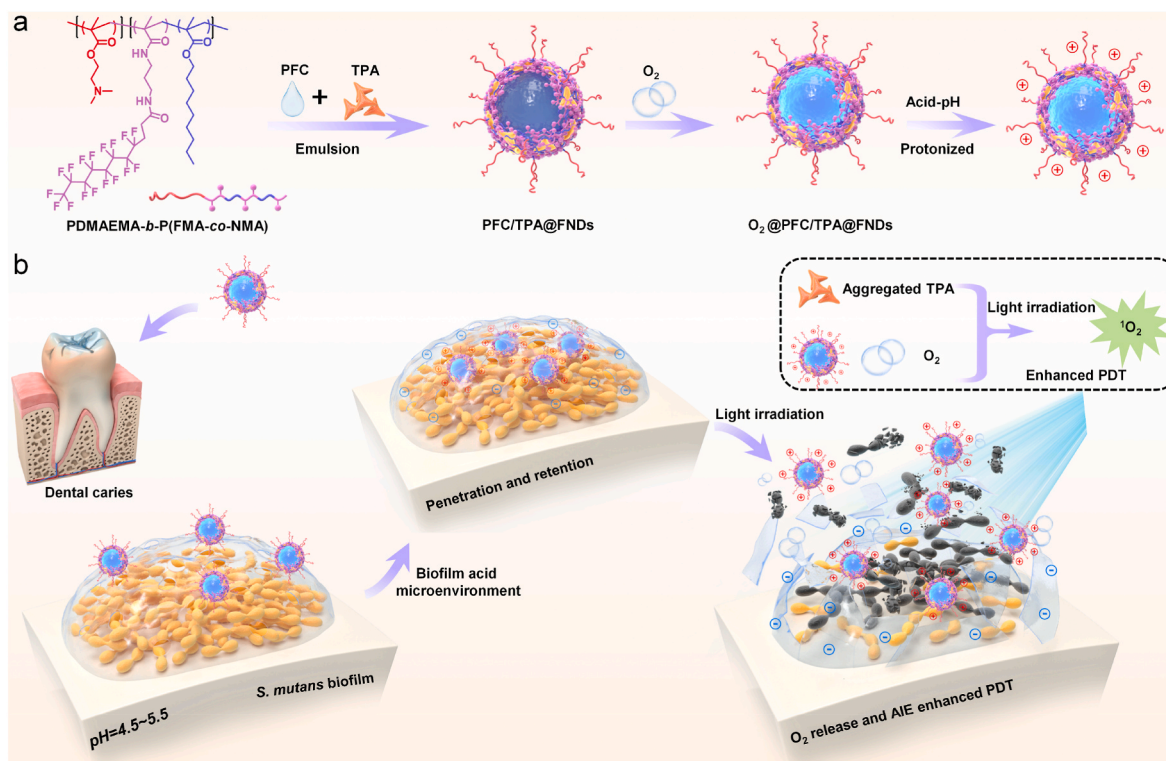 a
PFC
TPA
O₂
Acid-pH
Emulsion
Protonized
O
O
HN
O
O
O
N
HN
O
F F F F F F
F F F F F F
F F F F F
PDMAEMA-b-P(FMA-co-NMA)
PFC/TPA@FNDs
O₂@PFC/TPA@FNDs
b
Dental caries
Penetration and retention
Aggregated TPA
Light irradiation
¹O₂
O₂
Enhanced PDT
Light irradiation
Biofilm acid
microenvironment
S. mutans biofilm
pH=4.5~5.5
O₂ release and AIE enhanced PDT